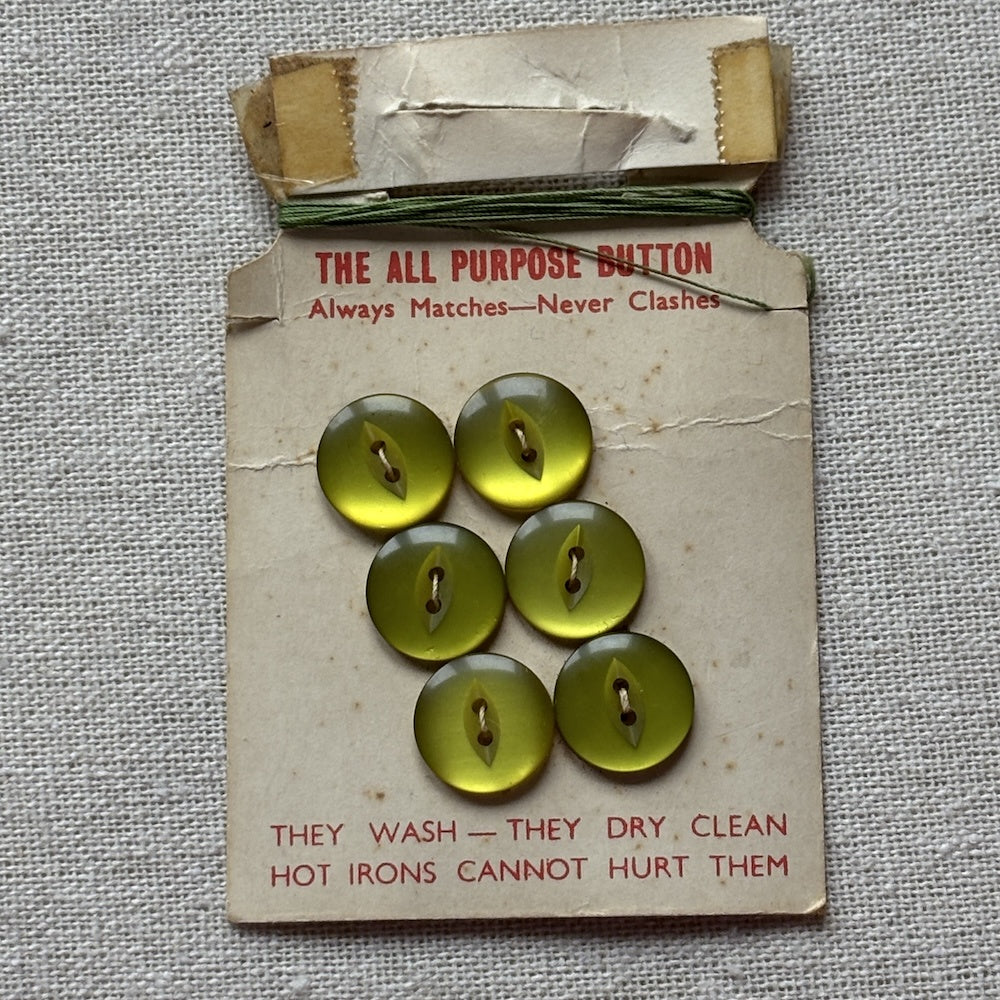 THE ALL PURPOSE BUTTON
Always Matches—Never Clashes
THEY WASH — THEY DRY CLEAN
HOT IRONS CANNOT HURT THEM